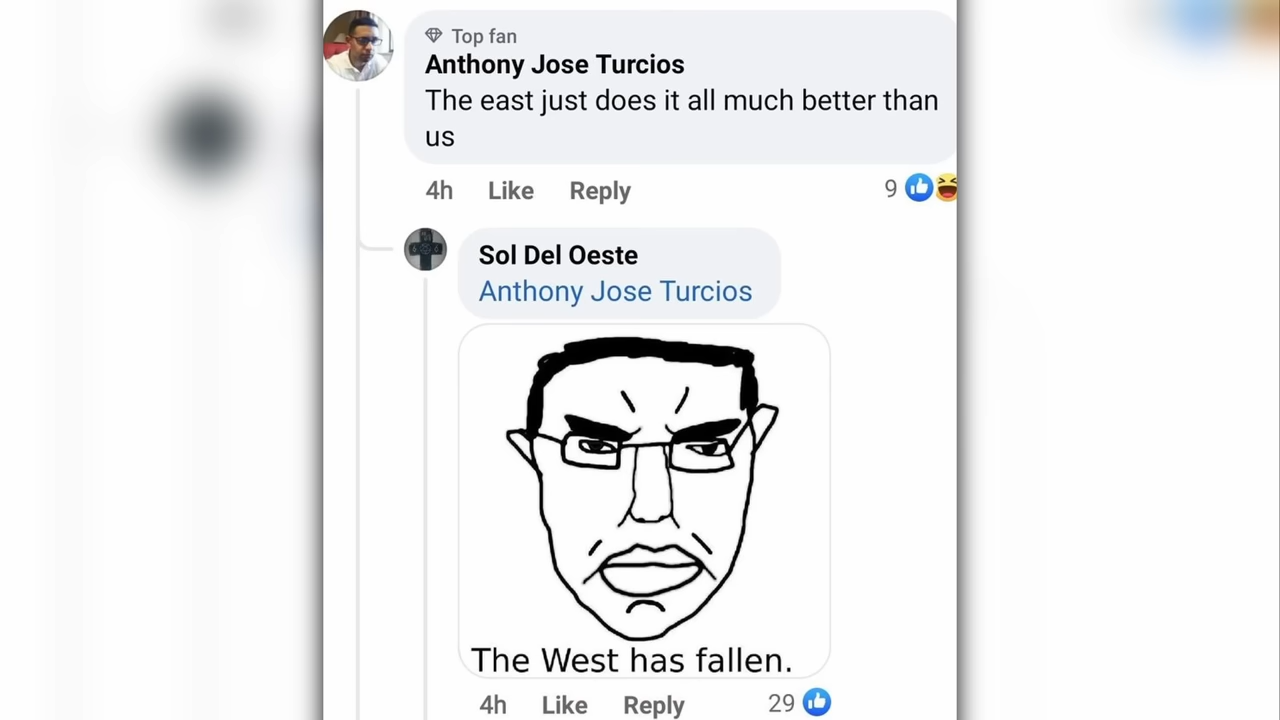 Top fan
Anthony Jose Turcios
The east just does it all much better than
us
4h Like Reply 9
Sol Del Oeste
Anthony Jose Turcios
The West has fallen.
4h Like Reply 29